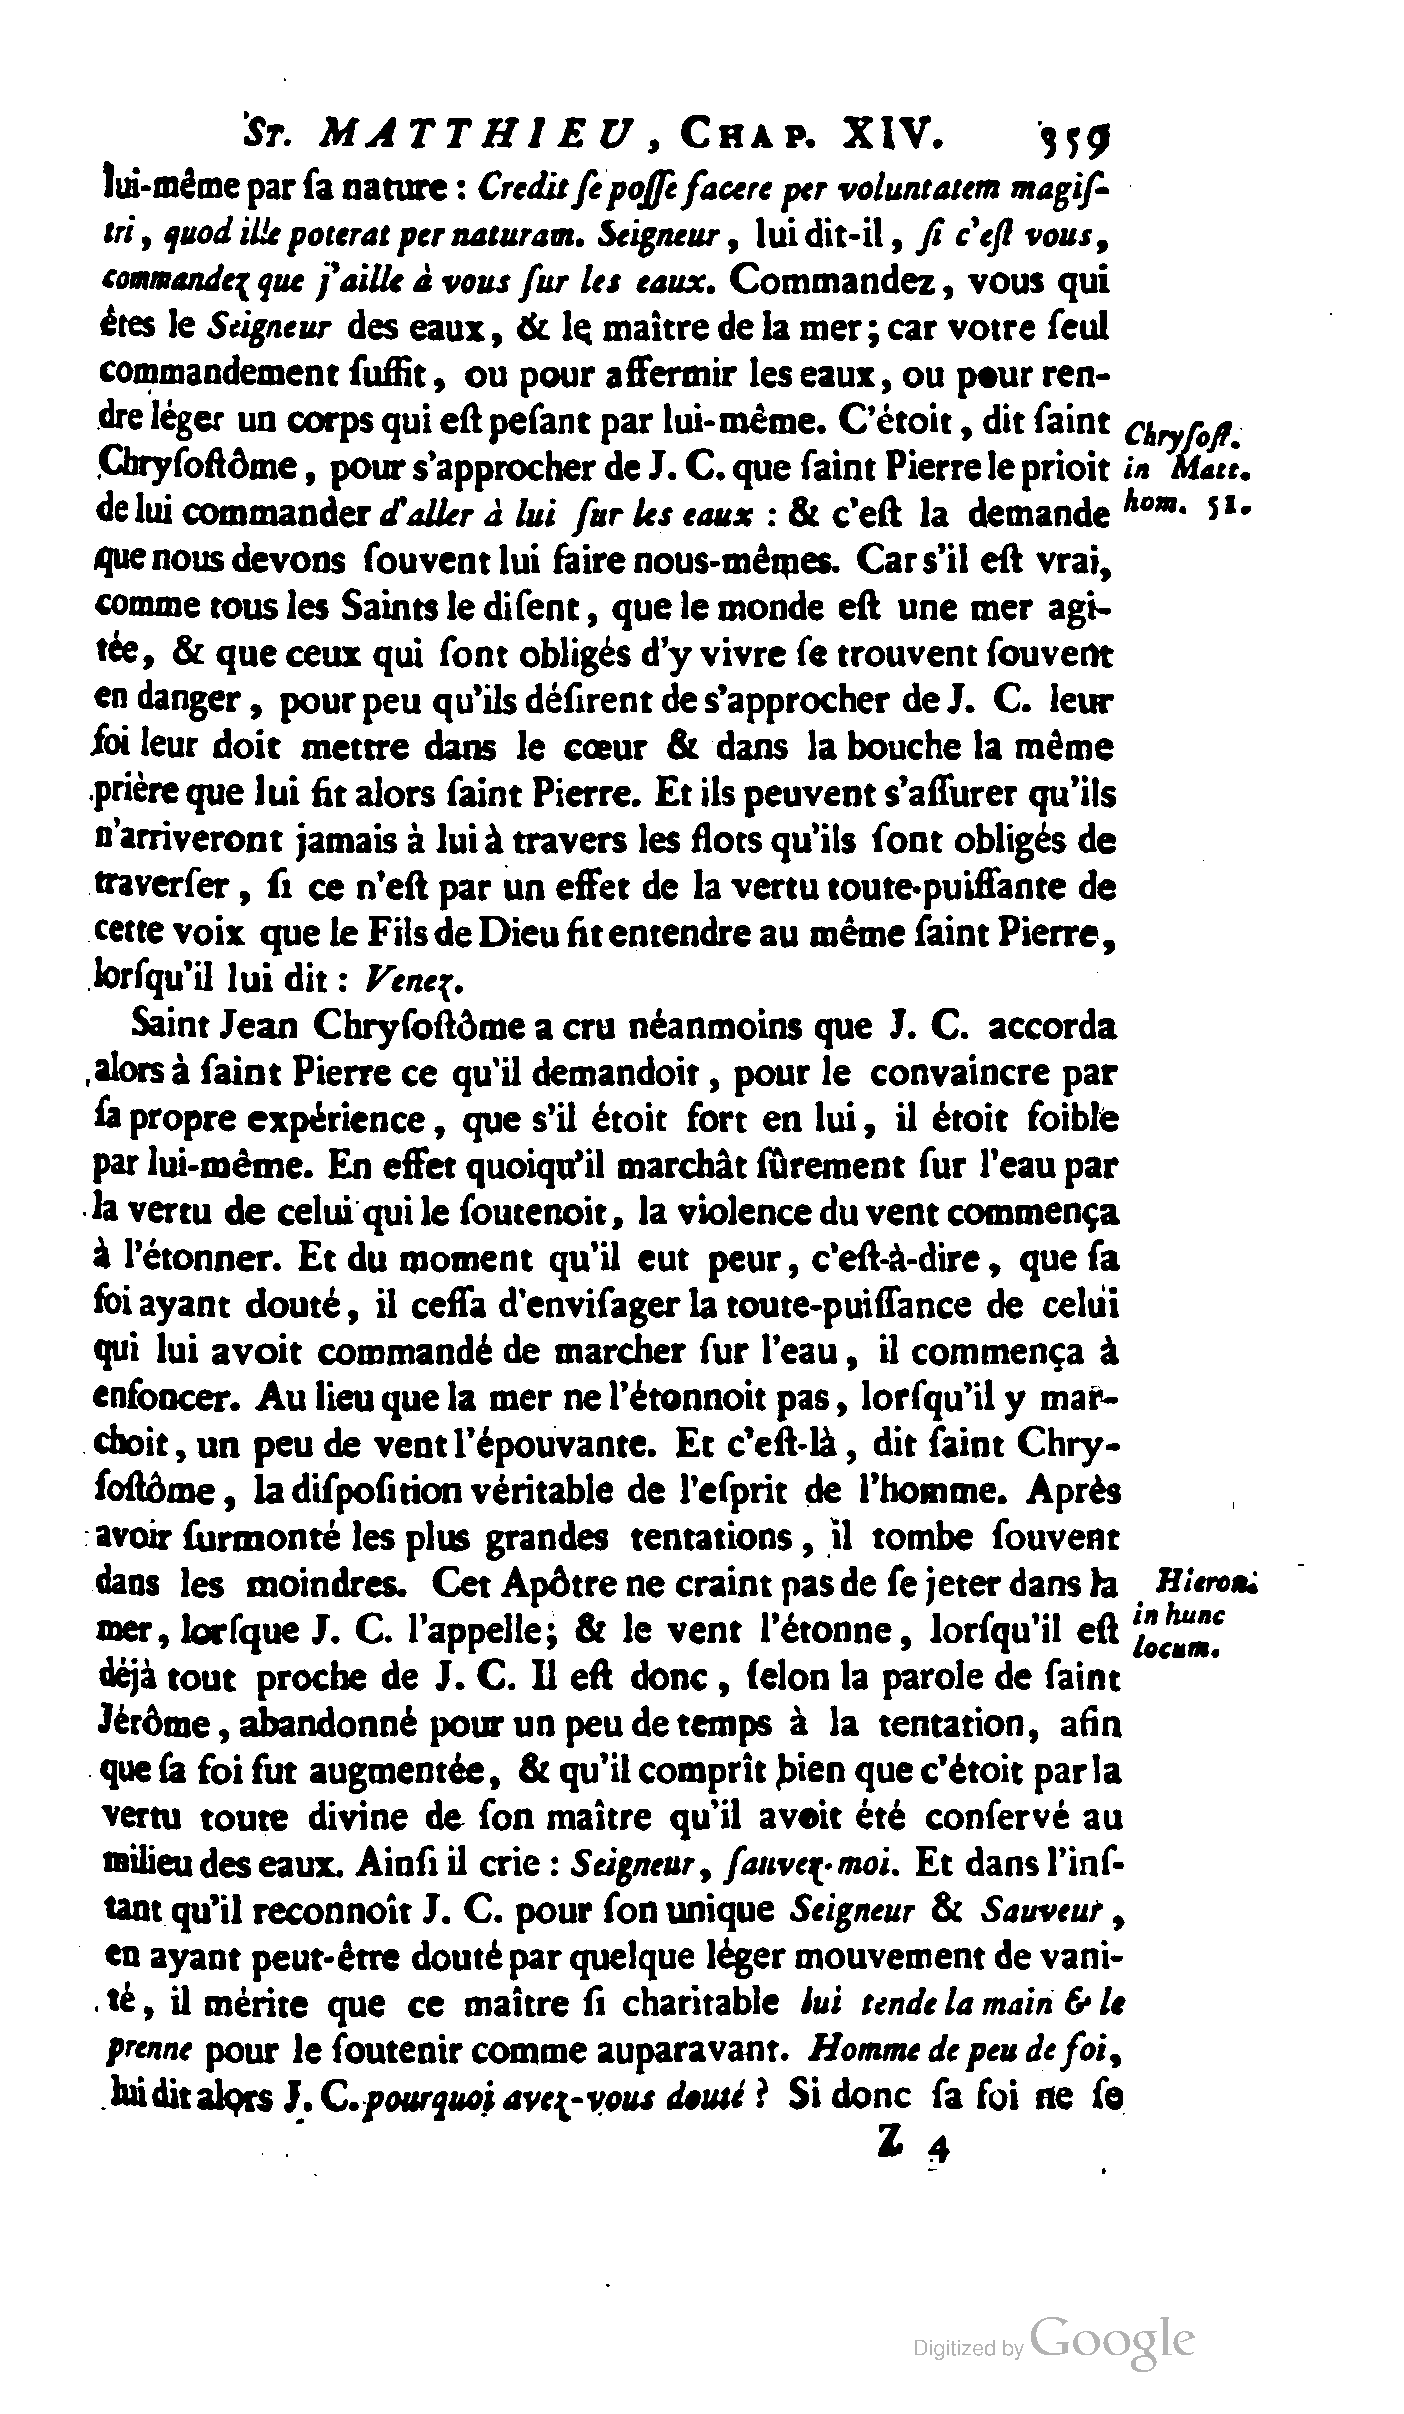 St. MATTHIEU, CHAP. XIV. 359
lui-même par ſa nature : Credit ſe poſſe facere per voluntatem magiſ-
tri, quod ille poterat per naturam. Seigneur, lui dit-il, ſi c'eſt vous,
commandez que j'aille à vous ſur les eaux. Commandez, vous qui
êtes le Seigneur des eaux, & le maître de la mer; car votre ſeul
commandement ſuffit, ou pour affermir les eaux, ou pour ren-
dre léger un corps qui eſt peſant par lui-même. C'étoit, dit ſaint
Chryſoſtôme, pour s'approcher de J. C. que ſaint Pierre le prioit
de lui commander d'aller à lui ſur les eaux : & c'eſt la demande
Chryſoſt.
in Matt.
hom. 51.
que nous devons ſouvent lui faire nous-mêmes. Car s'il eſt vrai,
comme tous les Saints le diſent, que le monde eſt une mer agi-
tée, & que ceux qui ſont obligés d'y vivre ſe trouvent ſouvent
en danger, pour peu qu'ils déſirent de s'approcher de J. C. leur
foi leur doit mettre dans le cœur & dans la bouche la même
prière que lui fit alors ſaint Pierre. Et ils peuvent s'aſſurer qu'ils
n'arriveront jamais à lui à travers les flots qu'ils ſont obligés de
traverſer, ſi ce n'eſt par un effet de la vertu toute-puiſſante de
cette voix que le Fils de Dieu fit entendre au même ſaint Pierre,
lorſqu'il lui dit : Venez.
Saint Jean Chryſoſtôme a cru néanmoins que J. C. accorda
alors à ſaint Pierre ce qu'il demandoit, pour le convaincre par
ſa propre expérience, que s'il étoit fort en lui, il étoit foible
par lui-même. En effet quoiqu'il marchât ſûrement ſur l'eau par
la vertu de celui qui le ſoutenoit, la violence du vent commença
à l'étonner. Et du moment qu'il eut peur, c'eſt-à-dire, que ſa
foi ayant douté, il ceſſa d'enviſager la toute-puiſſance de celui
qui lui avoit commandé de marcher ſur l'eau, il commença à
enfoncer. Au lieu que la mer ne l'étonnoit pas, lorſqu'il y mar-
choit, un peu de vent l'épouvante. Et c'eſt-là, dit ſaint Chry-
ſoſtôme, la diſpoſition véritable de l'eſprit de l'homme. Après
avoir ſurmonté les plus grandes tentations, il tombe ſouvent
dans les moindres. Cet Apôtre ne craint pas de ſe jeter dans la
mer, lorſque J. C. l'appelle; & le vent l'étonne, lorſqu'il eſt
Hieron.
in hunc
locum.
déjà tout proche de J. C. Il eſt donc, ſelon la parole de ſaint
Jérôme, abandonné pour un peu de temps à la tentation, afin
que ſa foi fut augmentée, & qu'il comprît bien que c'étoit par la
vertu toute divine de ſon maître qu'il avoit été conſervé au
milieu des eaux. Ainſi il crie : Seigneur, ſauvez-moi. Et dans l'inſ-
tant qu'il reconnoît J. C. pour ſon unique Seigneur & Sauveur,
en ayant peut-être douté par quelque léger mouvement de vani-
té, il mérite que ce maître ſi charitable lui tende la main & le
prenne pour le ſoutenir comme auparavant. Homme de peu de foi,
lui dit alors J. C. pourquoi avez-vous douté ? Si donc ſa foi ne ſe
Z 4
Digitized by Google